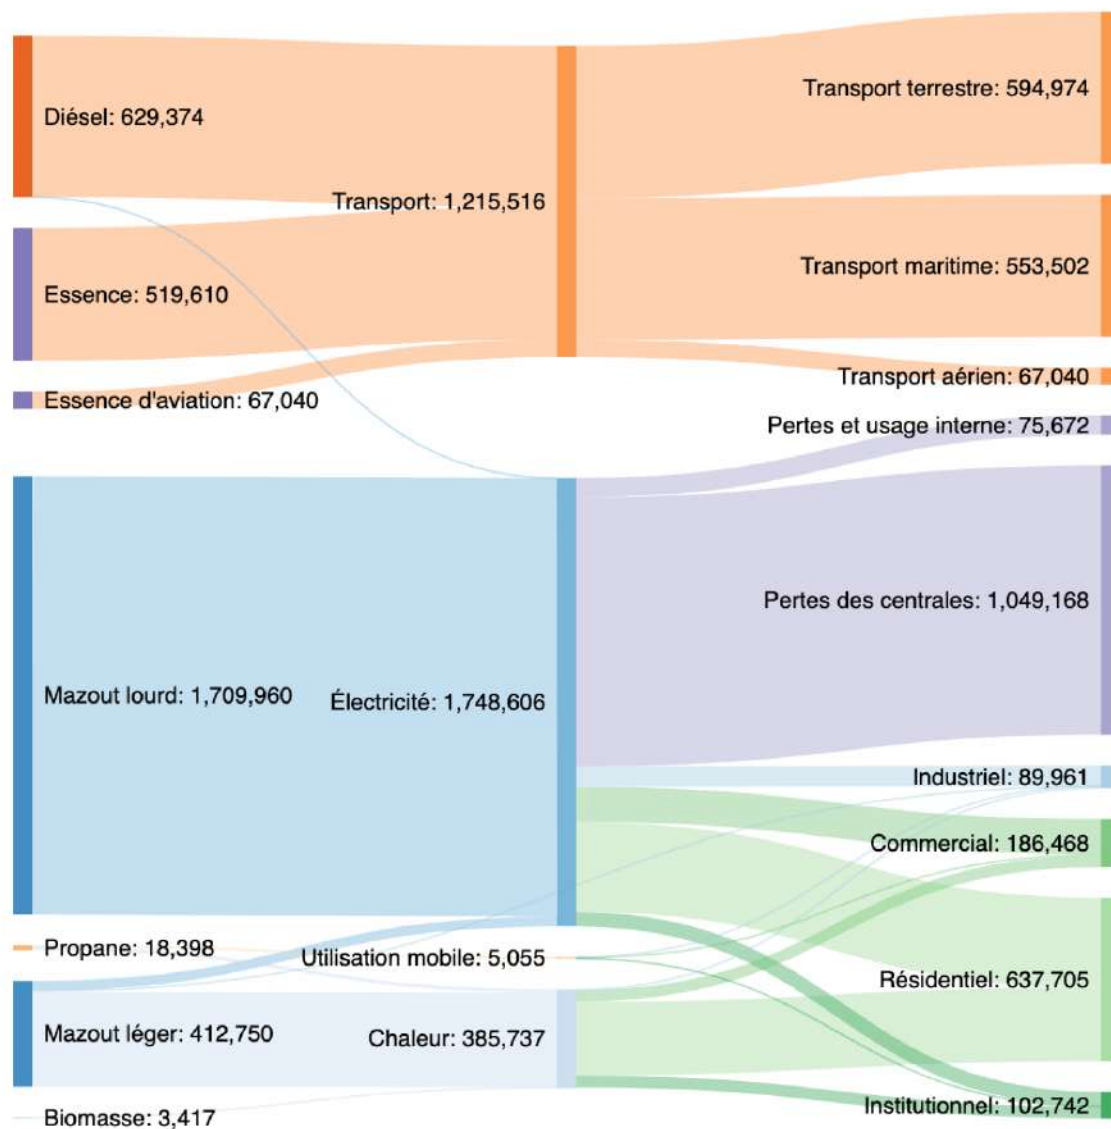 Diésel: 629,374
Essence: 519,610
Essence d'aviation: 67,040
Mazout lourd: 1,709,960
Propane: 18,398
Mazout léger: 412,750
Biomasse: 3,417
Transport: 1,215,516
Électricité: 1,748,606
Utilisation mobile: 5,055
Chaleur: 385,737
Transport terrestre: 594,974
Transport maritime: 553,502
Transport aérien: 67,040
Pertes et usage interne: 75,672
Pertes des centrales: 1,049,168
Industriel: 89,961
Commercial: 186,468
Résidentiel: 637,705
Institutionnel: 102,742